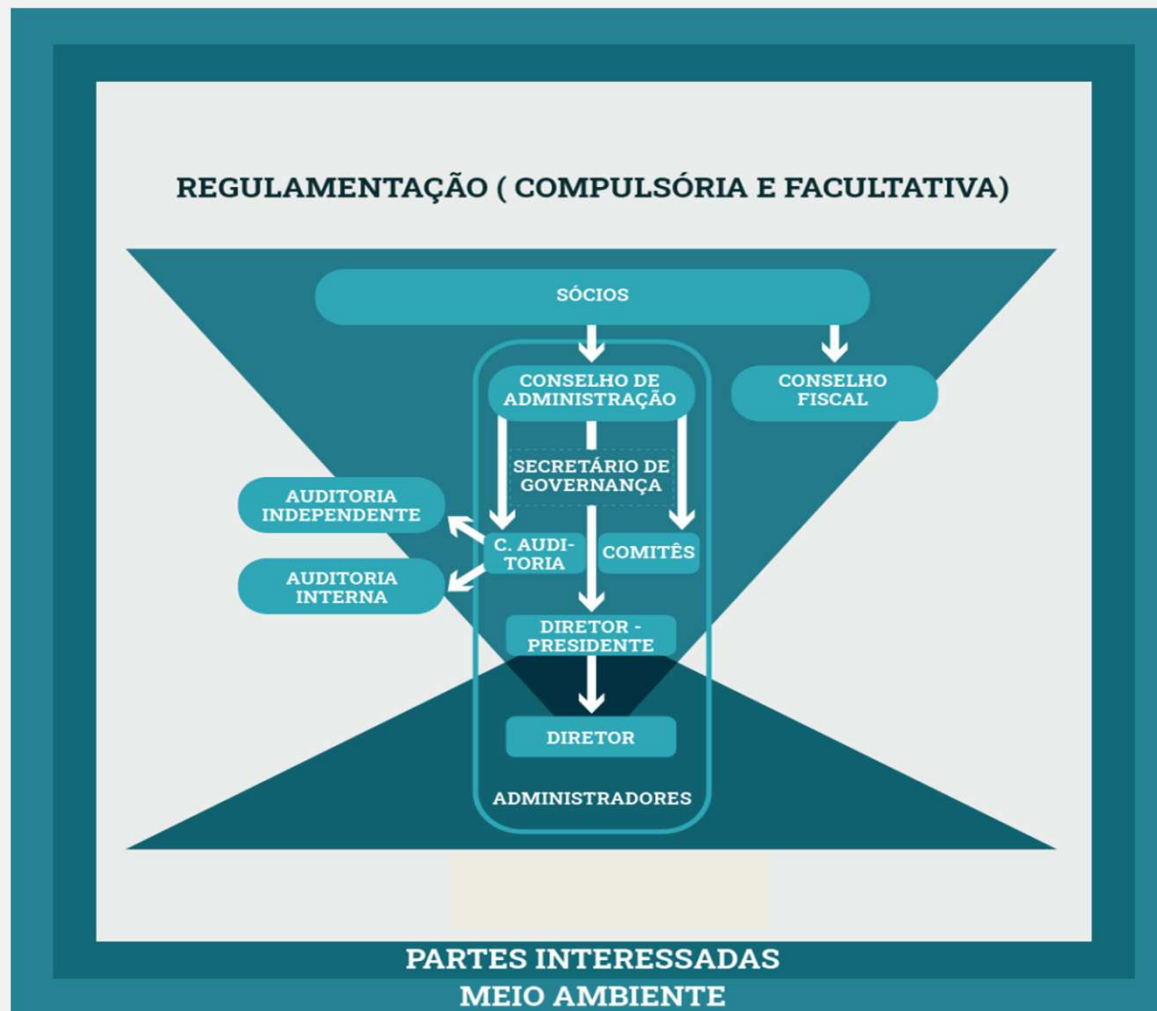 REGULAMENTAÇÃO ( COMPULSÓRIA E FACULTATIVA)
SÓCIOS
CONSELHO DE
ADMINISTRAÇÃO
CONSELHO
FISCAL
SECRETÁRIO DE
GOVERNANÇA
AUDITORIA
INDEPENDENTE
C. AUDI-
TORIA
COMITÊS
AUDITORIA
INTERNA
DIRETOR -
PRESIDENTE
DIRETOR
ADMINISTRADORES
PARTES INTERESSADAS
MEIO AMBIENTE